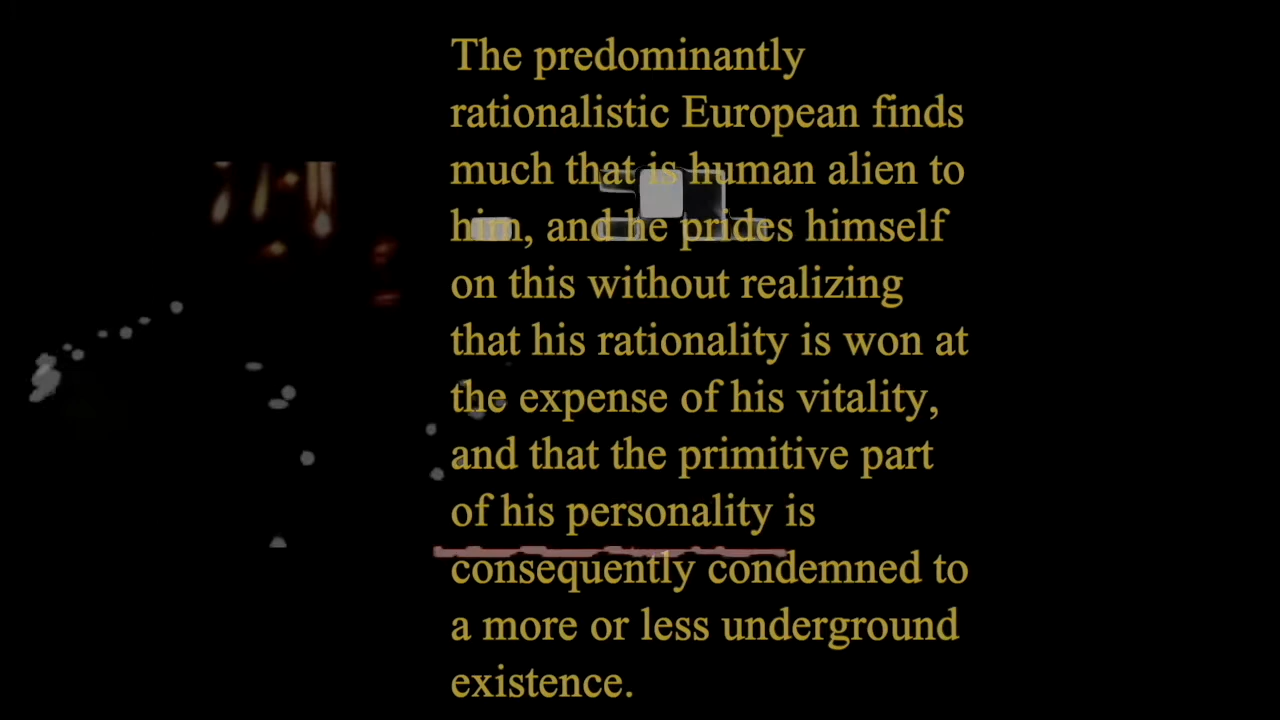 The predominantly
rationalistic European finds
much that is human alien to
him, and he prides himself
on this without realizing
that his rationality is won at
the expense of his vitality,
and that the primitive part
of his personality is
consequently condemned to
a more or less underground
existence.